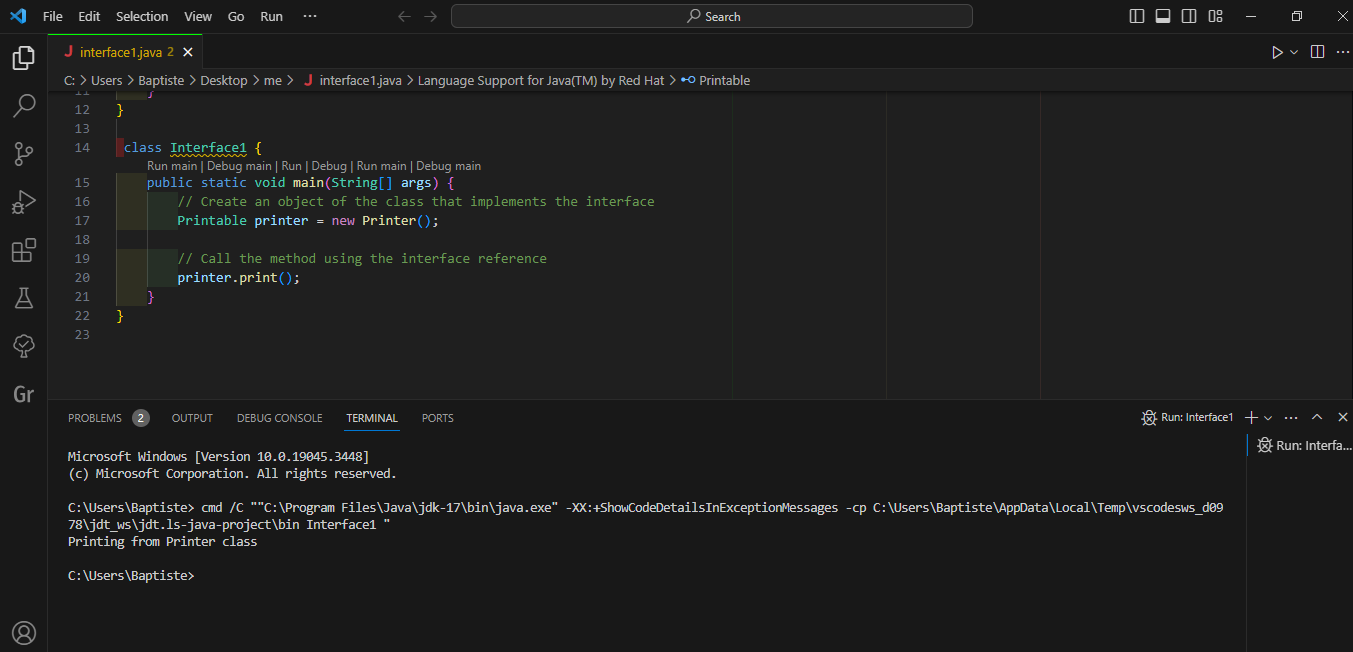 File Edit Selection View Go Run ··· Search
interface1.java 2
C: > Users > Baptiste > Desktop > me > interface1.java > Language Support for Java(TM) by Red Hat > Printable
11 }
12 }
13
14 class Interface1 {
Run main | Debug main | Run | Debug | Run main | Debug main
15 public static void main(String[] args) {
16 // Create an object of the class that implements the interface
17 Printable printer = new Printer();
18
19 // Call the method using the interface reference
20 printer.print();
21 }
22 }
23
Gr
PROBLEMS 2 OUTPUT DEBUG CONSOLE TERMINAL PORTS Run: Interface1
Run: Interfa...
Microsoft Windows [Version 10.0.19045.3448]
(c) Microsoft Corporation. All rights reserved.
C:\Users\Baptiste> cmd /C ""C:\Program Files\Java\jdk-17\bin\java.exe" -XX:+ShowCodeDetailsInExceptionMessages -cp C:\Users\Baptiste\AppData\Local\Temp\vscodesws_d09
78\jdt_ws\jdt.ls-java-project\bin Interface1 "
Printing from Printer class
C:\Users\Baptiste>